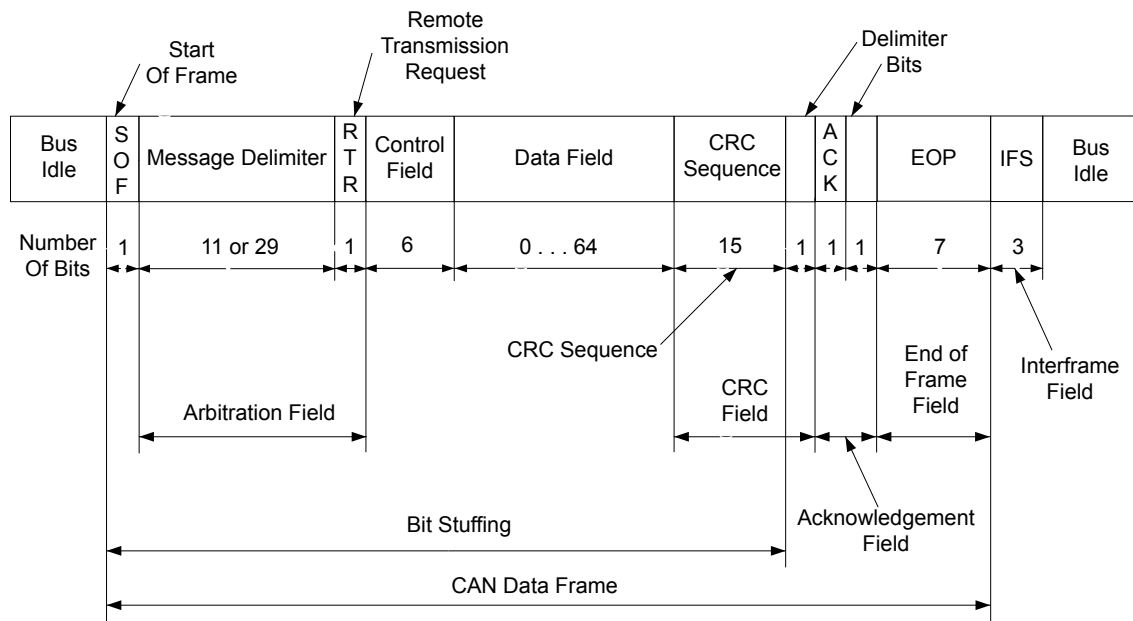 Start
Of Frame
Remote
Transmission
Request
Delimiter
Bits
Bus
Idle
S
O
F
Message Delimiter
R
T
R
Control
Field
Data Field
CRC
Sequence
A
C
K
EOP
IFS
Bus
Idle
Number
Of Bits
1
11 or 29
1
6
0 . . . 64
15
1
1
1
7
3
CRC Sequence
Arbitration Field
CRC
Field
End of
Frame
Field
Interframe
Field
Bit Stuffing
Acknowledgement
Field
CAN Data Frame